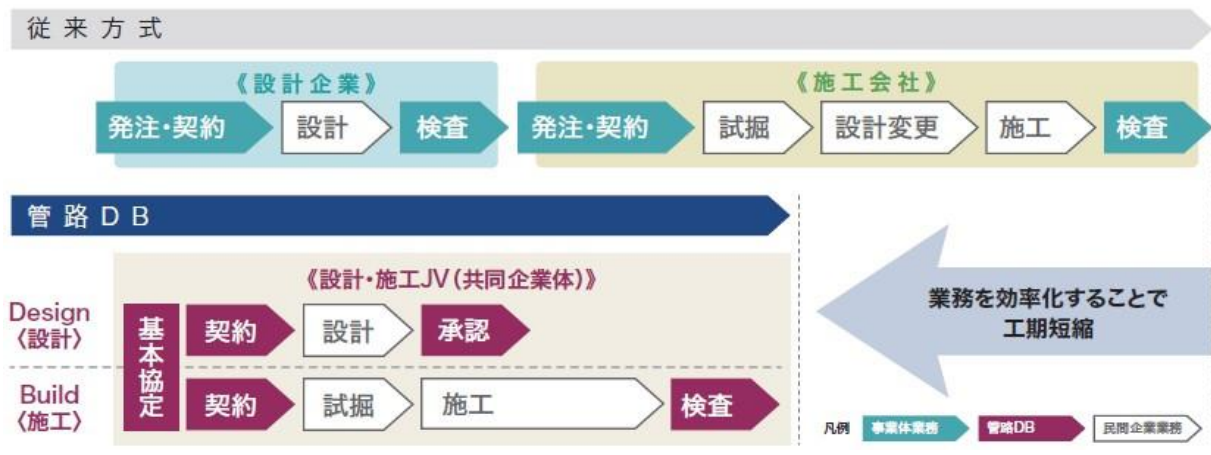 従来方式
《設計企業》
《施工会社》
発注・契約 設計 検査 発注・契約 試掘 設計変更 施工 検査
管路DB
《設計・施工JV(共同企業体)》
Design
〈設計〉
基本協定
契約 設計 承認
Build
〈施工〉
契約 試掘 施工 検査
業務を効率化することで
工期短縮
凡例 事業体業務 管路DB 民間企業業務